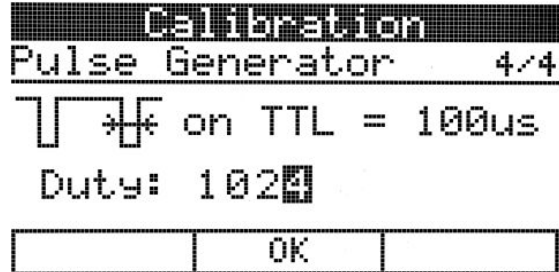 Calibration
Pulse Generator 4/4
on TTL = 100us
Duty: 1024
OK